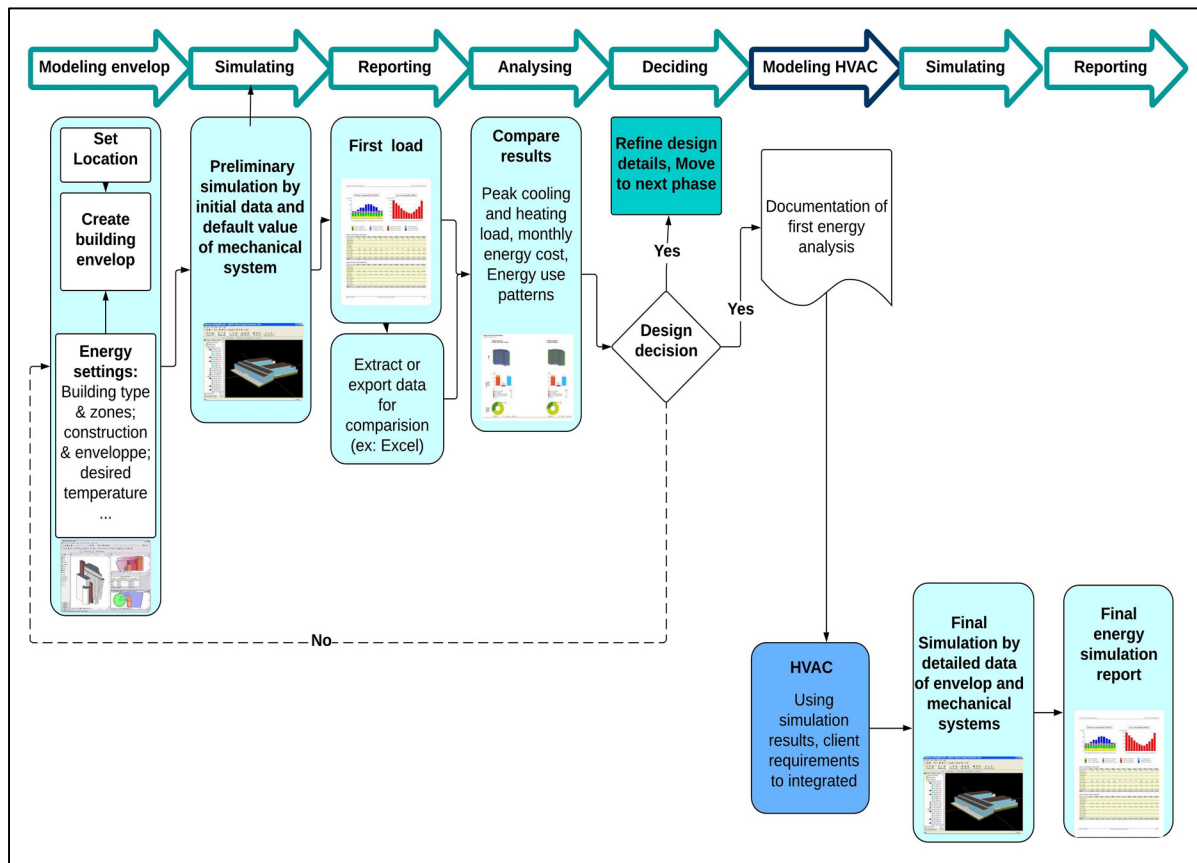 Modeling envelop
Simulating
Reporting
Analysing
Deciding
Modeling HVAC
Simulating
Reporting
Set
Location
Create
building
envelop
Energy
settings:
Building type
& zones;
construction
& enveloppe;
desired
temperature
...
Preliminary
simulation by
initial data and
default value
of mechanical
system
First load
Extract or
export data
for
comparision
(ex: Excel)
Compare
results
Peak cooling
and heating
load, monthly
energy cost,
Energy use
patterns
Refine design
details, Move
to next phase
Yes
Design
decision
Yes
No
Documentation of
first energy
analysis
HVAC
Using
simulation
results, client
requirements
to integrated
Final
Simulation by
detailed data
of envelop and
mechanical
systems
Final
energy
simulation
report